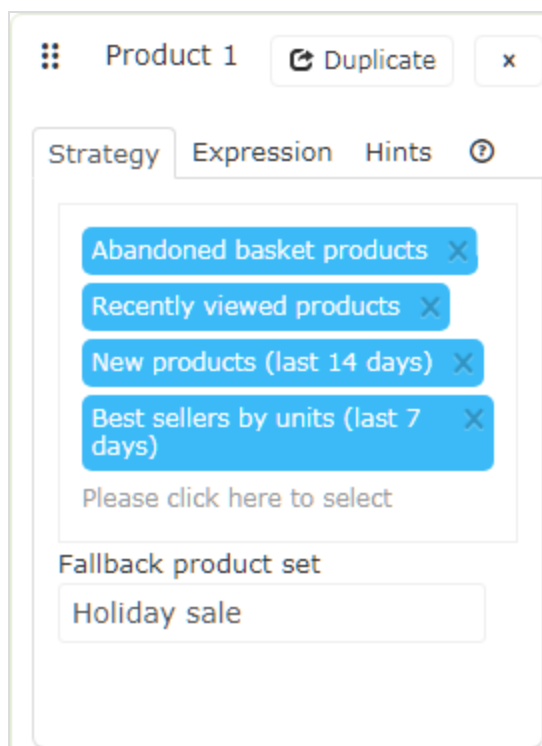 Product 1 Duplicate x
Strategy Expression Hints ?
Abandoned basket products x
Recently viewed products x
New products (last 14 days) x
Best sellers by units (last 7 x
days)
Please click here to select
Fallback product set
Holiday sale